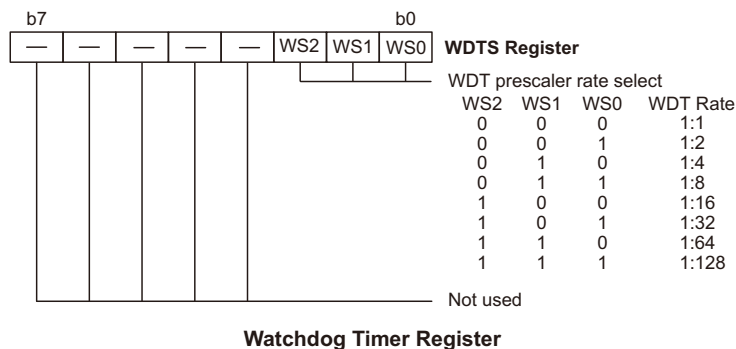 b7 b0
— — — — — WS2 WS1 WS0 WDTS Register
WDT prescaler rate select
WS2 WS1 WS0 WDT Rate
0 0 0 1:1
0 0 1 1:2
0 1 0 1:4
0 1 1 1:8
1 0 0 1:16
1 0 1 1:32
1 1 0 1:64
1 1 1 1:128
Not used
Watchdog Timer Register